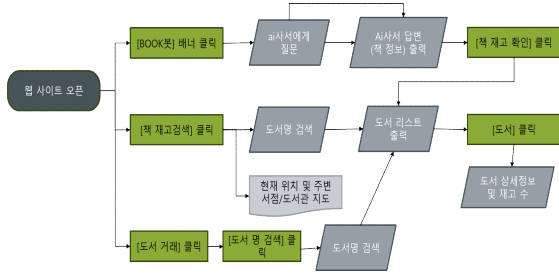 [BOOK봇] 배너 클릭
ai사서에게
질문
Ai사서 답변
(책 정보) 출력
[책 재고 확인] 클릭
웹 사이트 오픈
[책 재고검색] 클릭
도서명 검색
도서 리스트
출력
[도서] 클릭
현재 위치 및 주변
서점/도서관 지도
도서 상세정보
및 재고 수
[도서 거래] 클릭
[도서 명 검색] 클
릭
도서명 검색